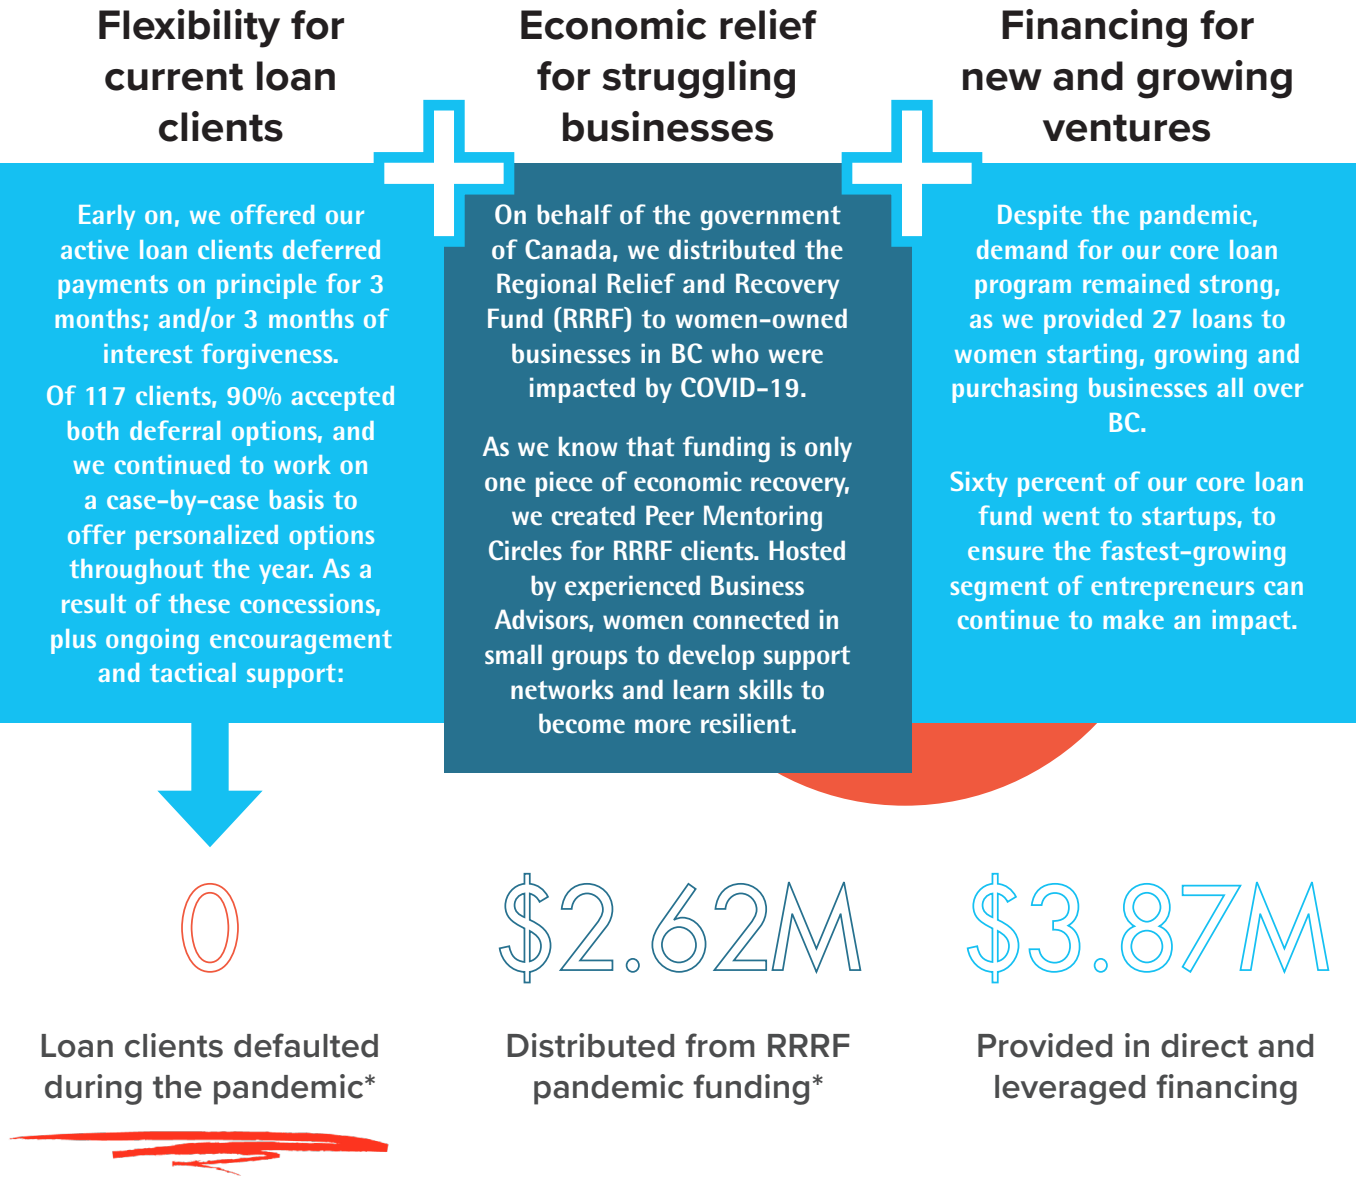 Flexibility for
current loan
clients
Early on, we offered our
active loan clients deferred
payments on principle for 3
months; and/or 3 months of
interest forgiveness.
Of 117 clients, 90% accepted
both deferral options, and
we continued to work on
a case-by-case basis to
offer personalized options
throughout the year. As a
result of these concessions,
plus ongoing encouragement
and tactical support:
0
Loan clients defaulted
during the pandemic*
Economic relief
for struggling
businesses
On behalf of the government
of Canada, we distributed the
Regional Relief and Recovery
Fund (RRRF) to women-owned
businesses in BC who were
impacted by COVID-19.
As we know that funding is only
one piece of economic recovery,
we created Peer Mentoring
Circles for RRRF clients. Hosted
by experienced Business
Advisors, women connected in
small groups to develop support
networks and learn skills to
become more resilient.
$2.62M
Distributed from RRRF
pandemic funding*
Financing for
new and growing
ventures
Despite the pandemic,
demand for our core loan
program remained strong,
as we provided 27 loans to
women starting, growing and
purchasing businesses all over
BC.
Sixty percent of our core loan
fund went to startups, to
ensure the fastest-growing
segment of entrepreneurs can
continue to make an impact.
$3.87M
Provided in direct and
leveraged financing